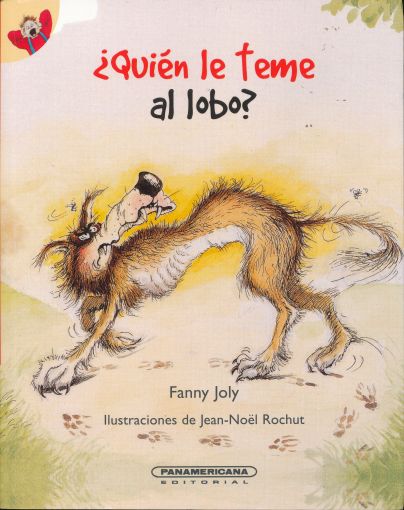 ¿Quién le teme
al lobo?
Fanny Joly
Ilustraciones de Jean-Noël Rochut
PANAMERICANA
EDITORIAL